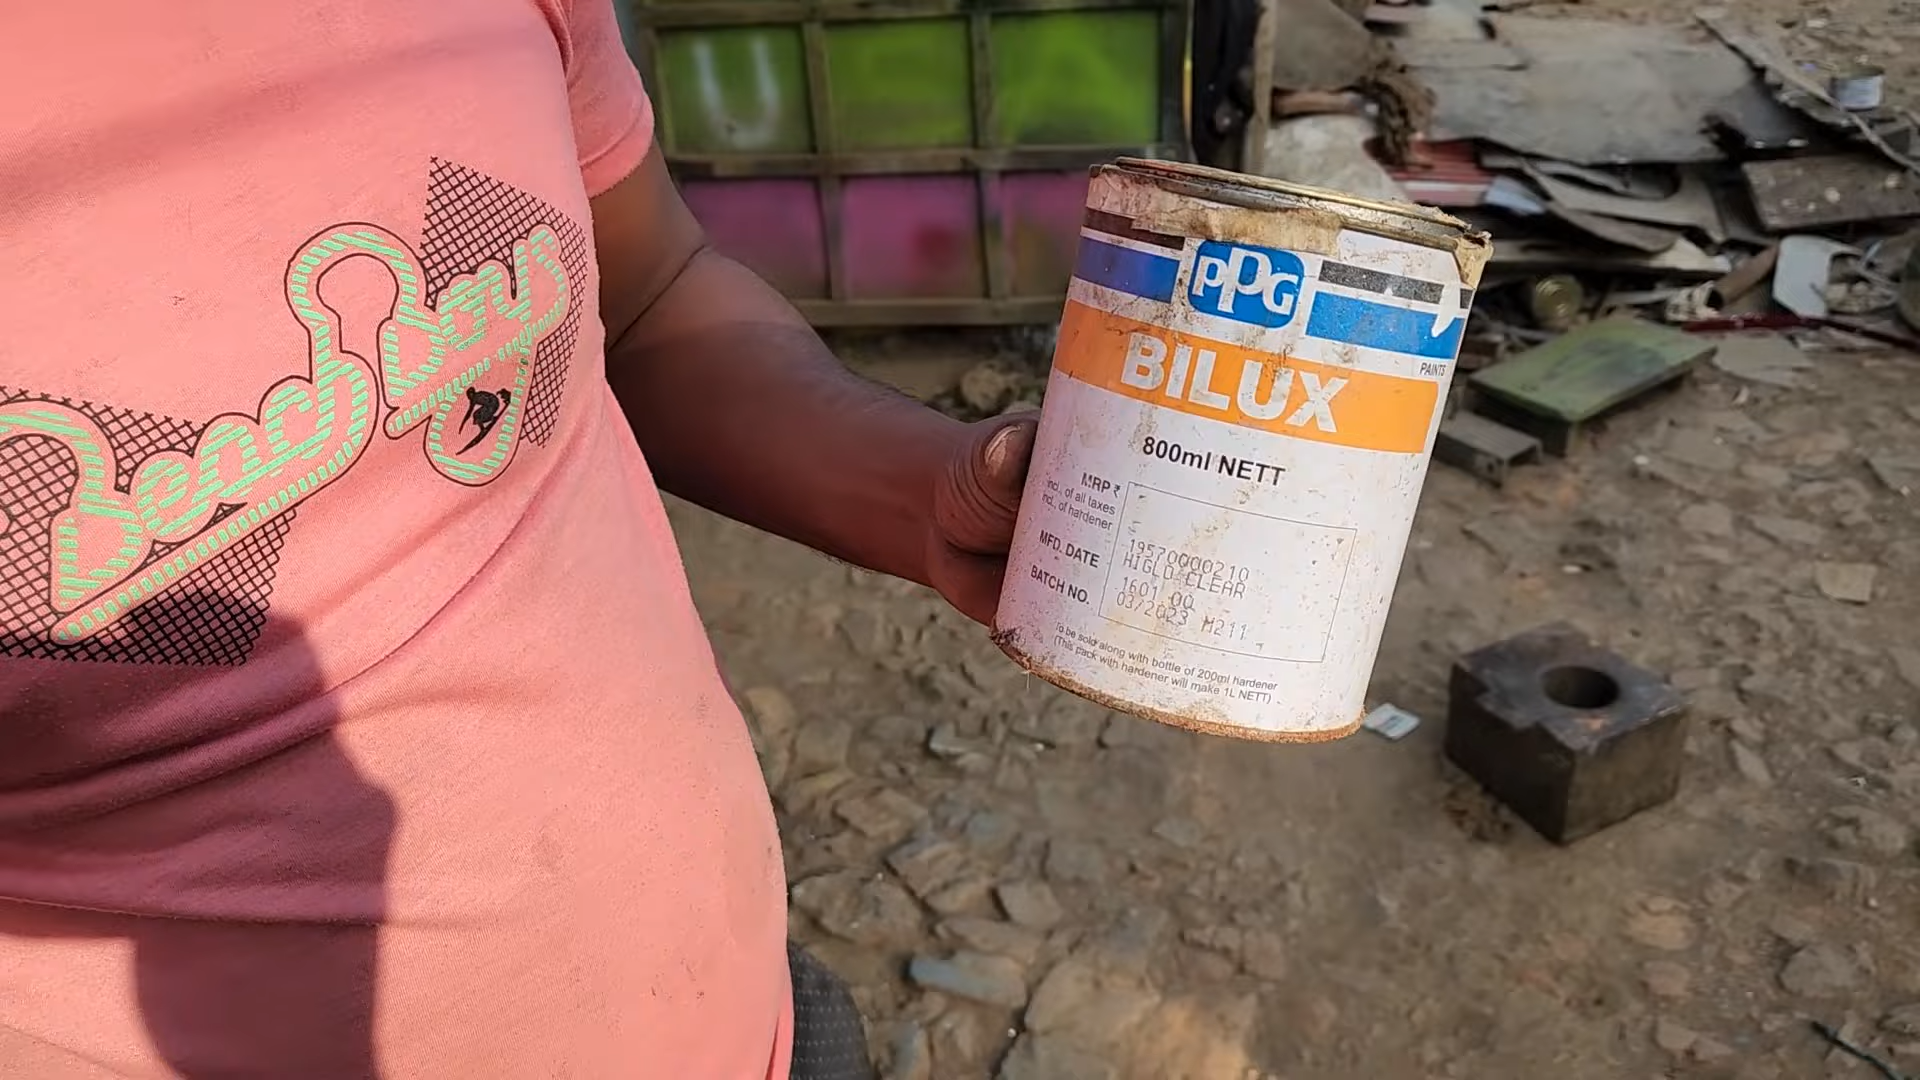 Beach Boys
PPG
PAINTS
BILUX
800ml NETT
MRP ₹
incl., of all taxes
incl., of hardener
MFD. DATE
BATCH NO.
19570000210
HIGLO CLEAR
1601.00
03/2023 M211
To be sold along with bottle of 200ml hardener
(This pack with hardener will make 1L NETT)